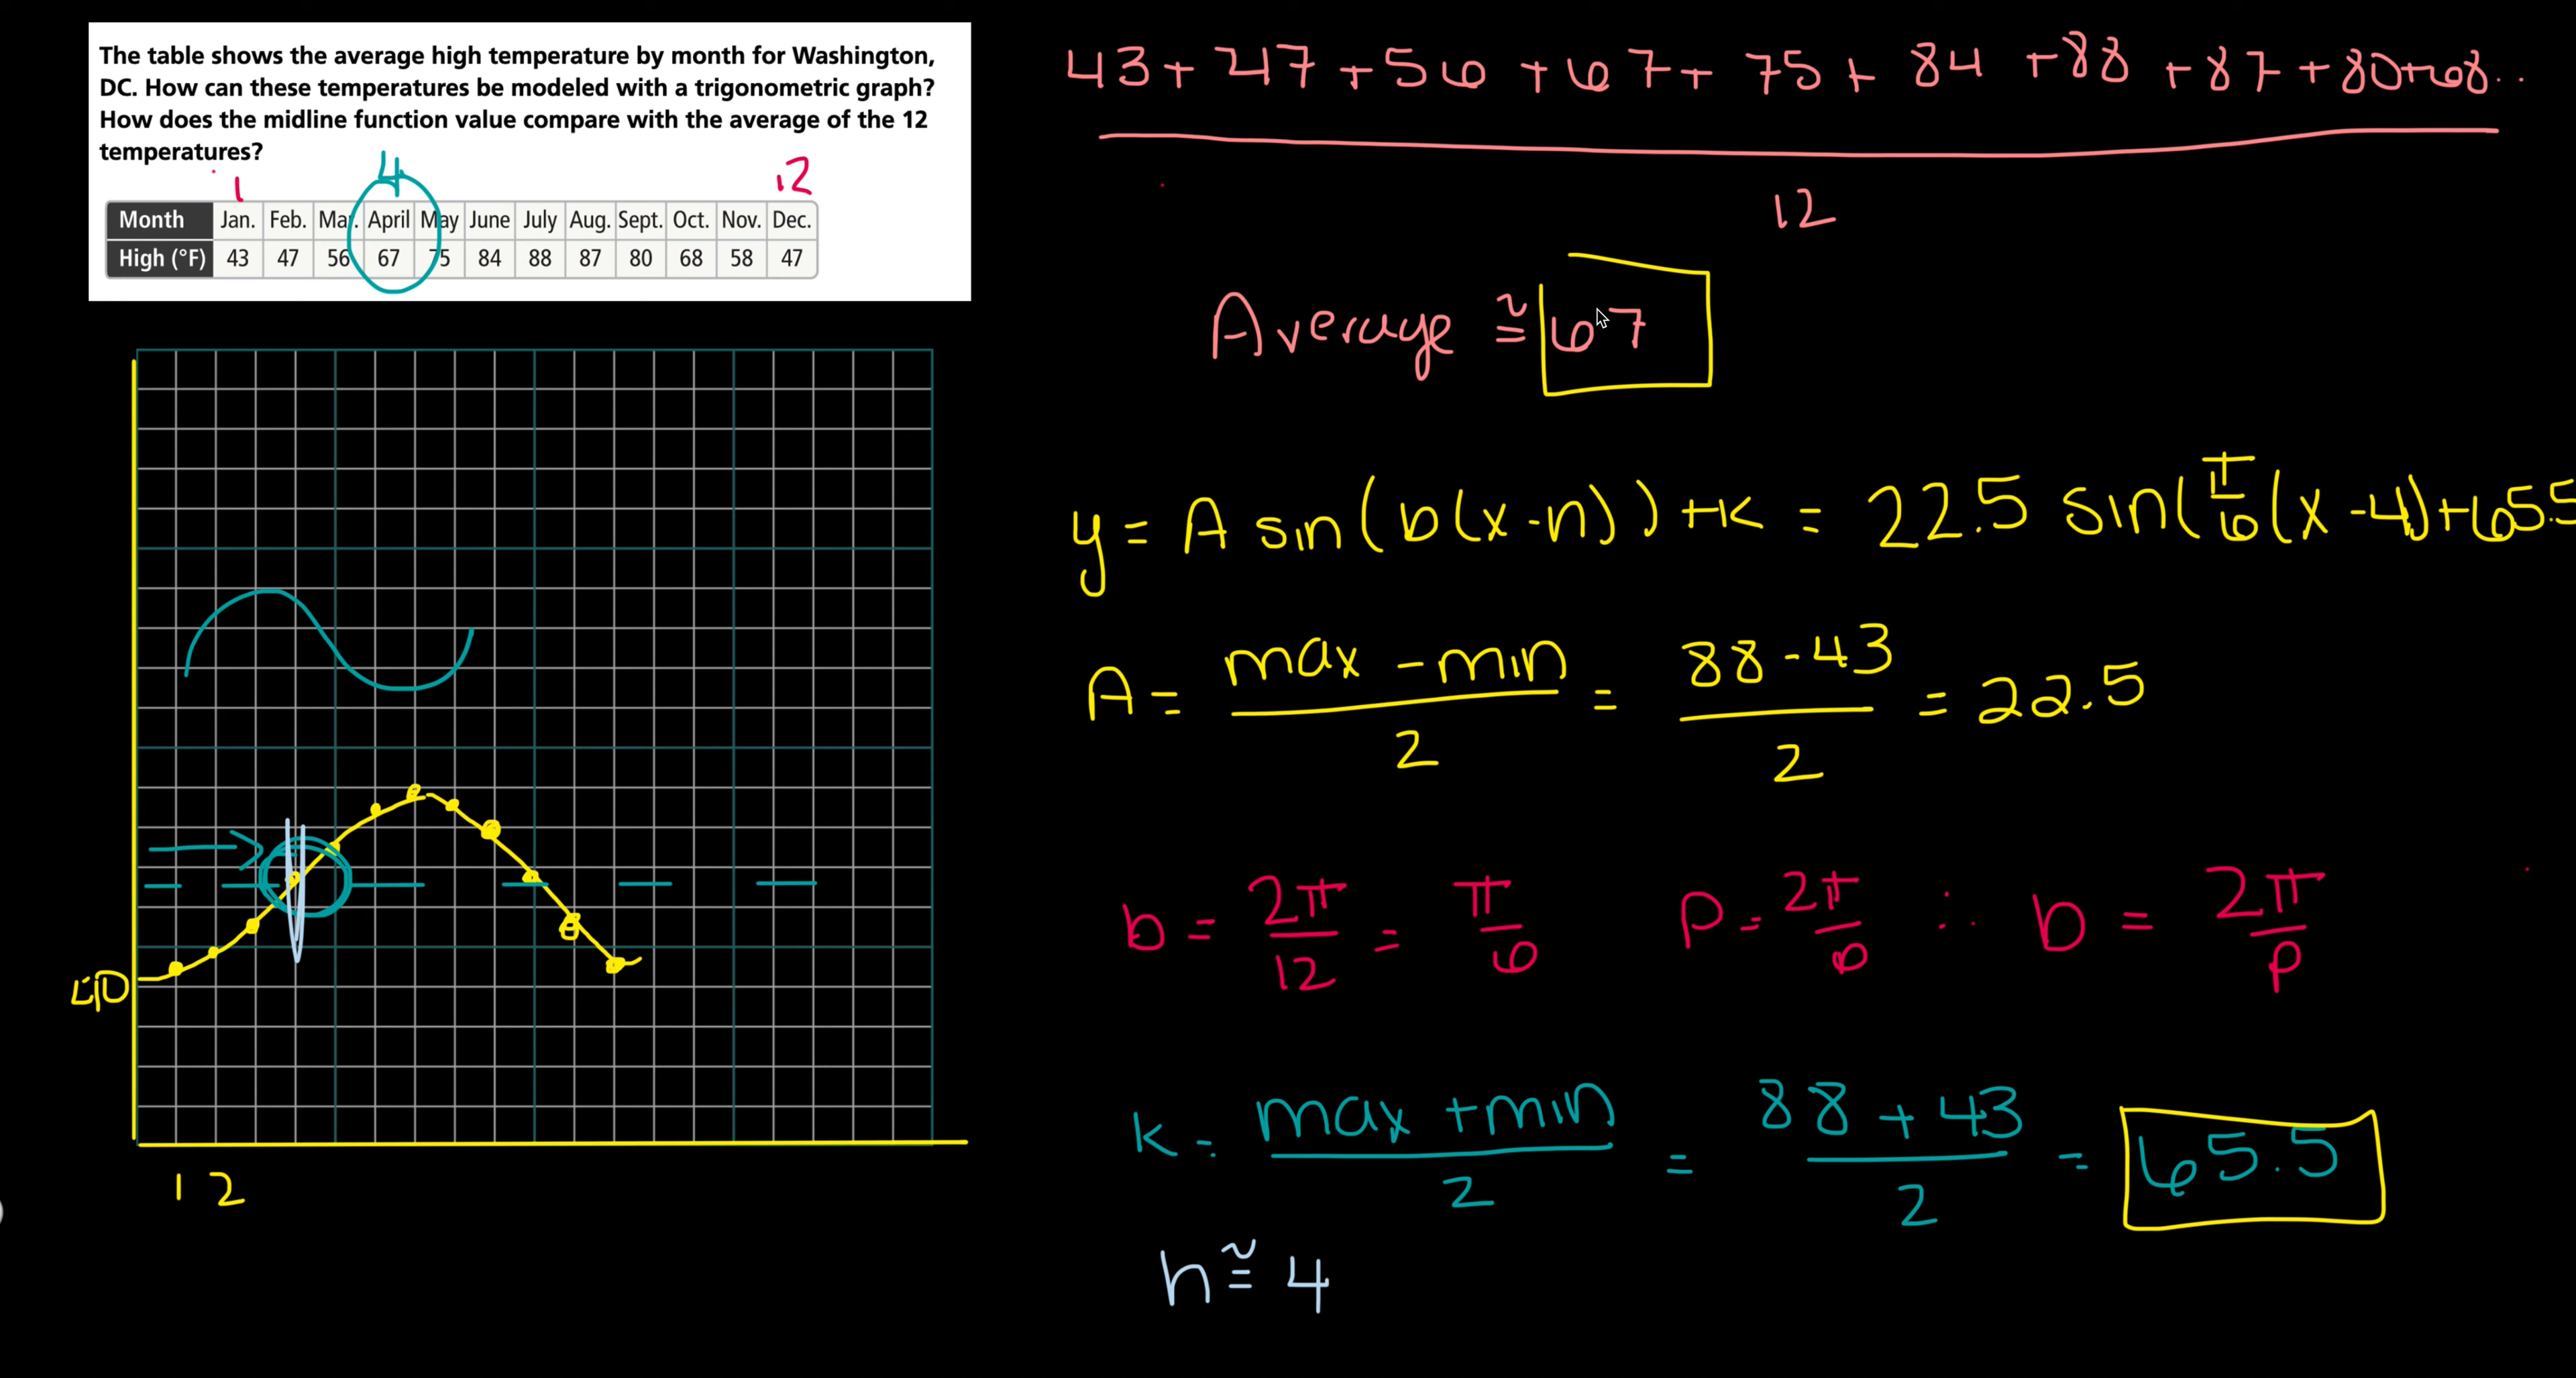 The table shows the average high temperature by month for Washington,
DC. How can these temperatures be modeled with a trigonometric graph?
How does the midline function value compare with the average of the 12
temperatures?
1 4 12
Month Jan. Feb. Mar. April May June July Aug. Sept. Oct. Nov. Dec.
High (°F) 43 47 56 67 75 84 88 87 80 68 58 47
40
1 2
43 + 47 + 56 + 67 + 75 + 84 + 88 + 87 + 80 + 68 ..
12
Average ≅ 67
y = A sin(b(x-h)) + k = 22.5 sin(π/6 (x-4) + 65.5
A = max - min / 2 = 88 - 43 / 2 = 22.5
b = 2π/12 = π/6 P = 2π/b ∴ b = 2π/P
k = max + min / 2 = 88 + 43 / 2 = 65.5
h ≅ 4